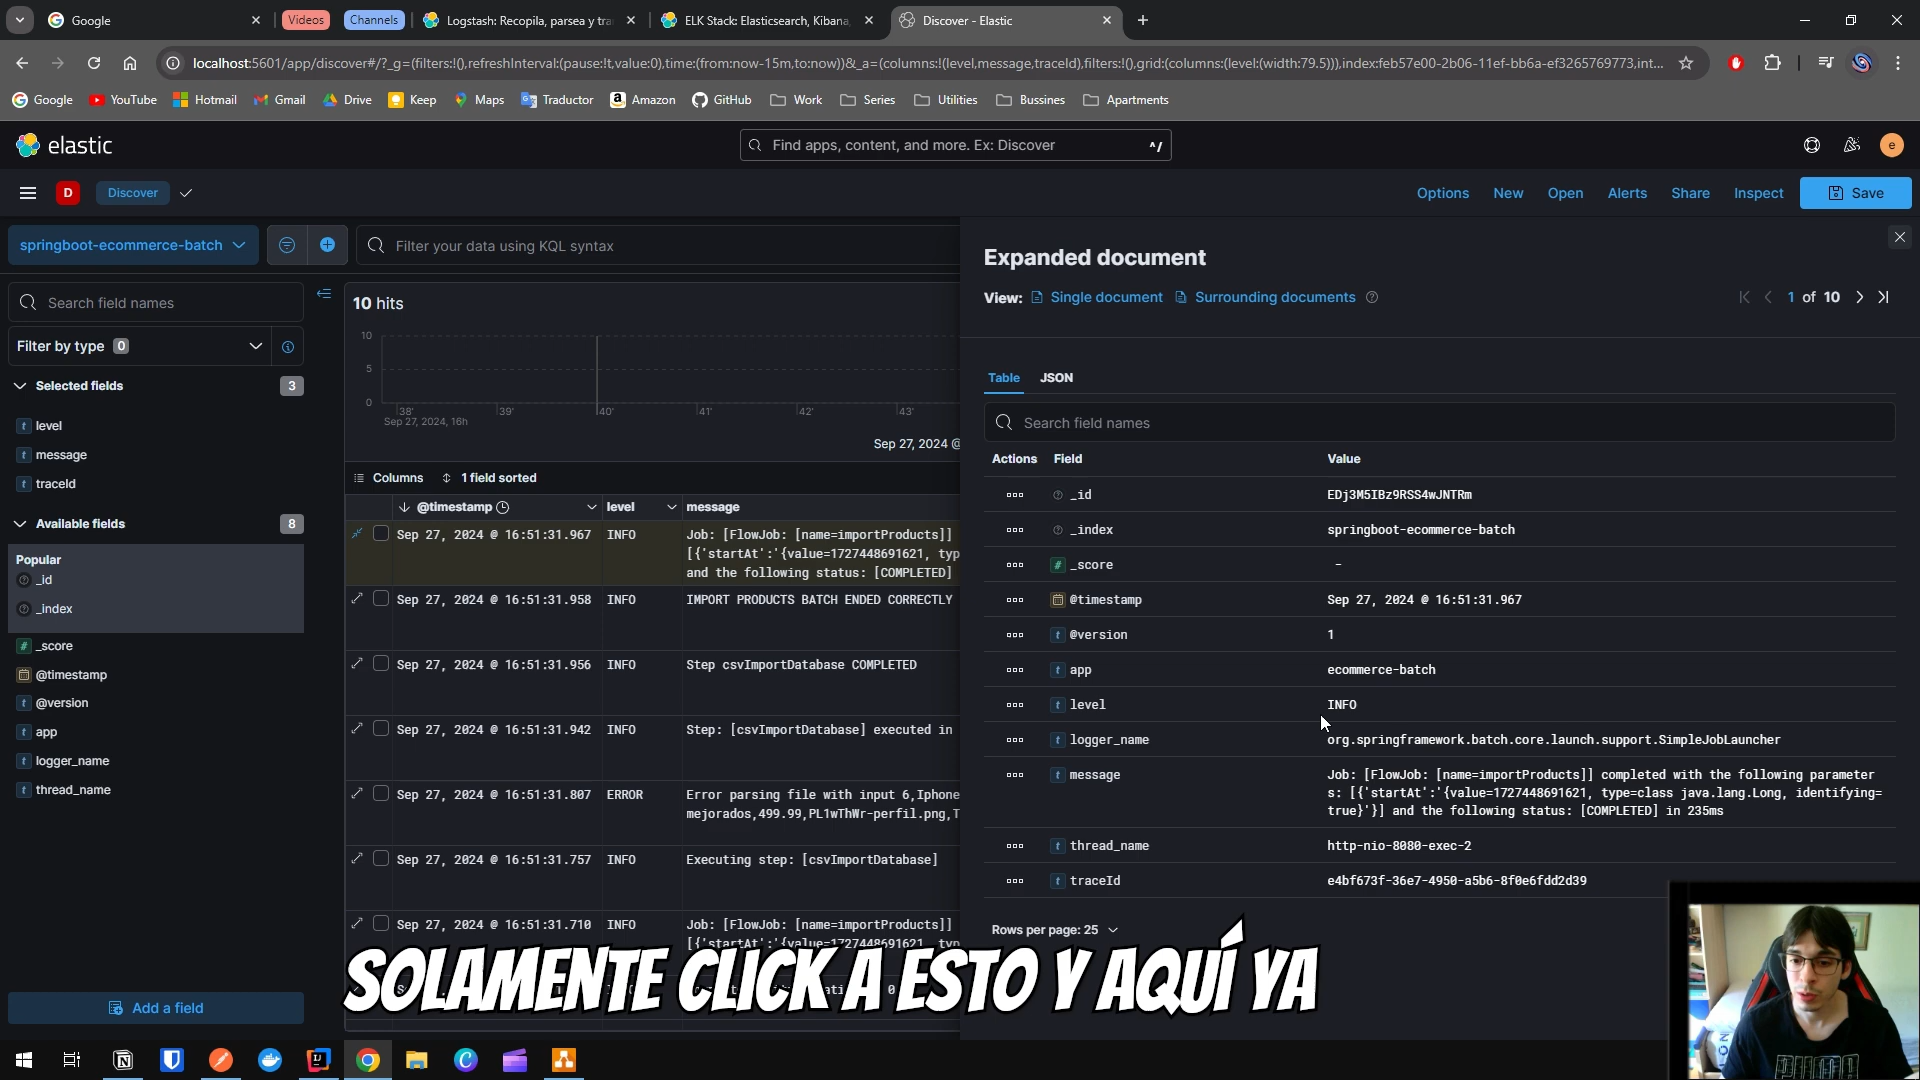 Google
Videos
Channels
Logstash: Recopila, parsea y tra
ELK Stack: Elasticsearch, Kibana,
Discover - Elastic
localhost:5601/app/discover#/?_g=(filters:!(),refreshInterval:(pause:!t,value:0),time:(from:now-15m,to:now))&_a=(columns:!(level,message,traceId),filters:!(),grid:(columns:(level:(width:79.5))),index:feb57e00-2b06-11ef-bb6a-ef3265769773,int...
Google YouTube Hotmail Gmail Drive Keep Maps Traductor Amazon GitHub Work Series Utilities Bussines Apartments
elastic
Find apps, content, and more. Ex: Discover
^/
e
D
Discover
Options New Open Alerts Share Inspect Save
springboot-ecommerce-batch
Filter your data using KQL syntax
Search field names
Filter by type 0
Selected fields 3
level
message
traceId
Available fields 8
Popular
_id
_index
_score
@timestamp
@version
app
logger_name
thread_name
Add a field
10 hits
10
5
0
38' 39' 40' 41' 42' 43'
Sep 27, 2024, 16h
Sep 27, 2024 @
Columns 1 field sorted
@timestamp level message
Sep 27, 2024 @ 16:51:31.967 INFO Job: [FlowJob: [name=importProducts]]
[{'startAt':'{value=1727448691621, typ
and the following status: [COMPLETED]
Sep 27, 2024 @ 16:51:31.958 INFO IMPORT PRODUCTS BATCH ENDED CORRECTLY
Sep 27, 2024 @ 16:51:31.956 INFO Step csvImportDatabase COMPLETED
Sep 27, 2024 @ 16:51:31.942 INFO Step: [csvImportDatabase] executed in
Sep 27, 2024 @ 16:51:31.807 ERROR Error parsing file with input 6,Iphone
mejorados,499.99,PL1wThWr-perfil.png,T
Sep 27, 2024 @ 16:51:31.757 INFO Executing step: [csvImportDatabase]
Sep 27, 2024 @ 16:51:31.710 INFO Job: [FlowJob: [name=importProducts]]
[{'startAt':'{value=1727448691621, typ
Expanded document
View: Single document Surrounding documents
1 of 10
Table JSON
Search field names
Actions Field Value
_id EDj3M5IBz9RSS4wJNTRm
_index springboot-ecommerce-batch
_score -
@timestamp Sep 27, 2024 @ 16:51:31.967
@version 1
app ecommerce-batch
level INFO
logger_name org.springframework.batch.core.launch.support.SimpleJobLauncher
message Job: [FlowJob: [name=importProducts]] completed with the following parameter
s: [{'startAt':'{value=1727448691621, type=class java.lang.Long, identifying=
true}'}] and the following status: [COMPLETED] in 235ms
thread_name http-nio-8080-exec-2
traceId e4bf673f-36e7-4950-a5b6-8f0e6fdd2d39
Rows per page: 25
SOLAMENTE CLICK A ESTO Y AQUÍ YA